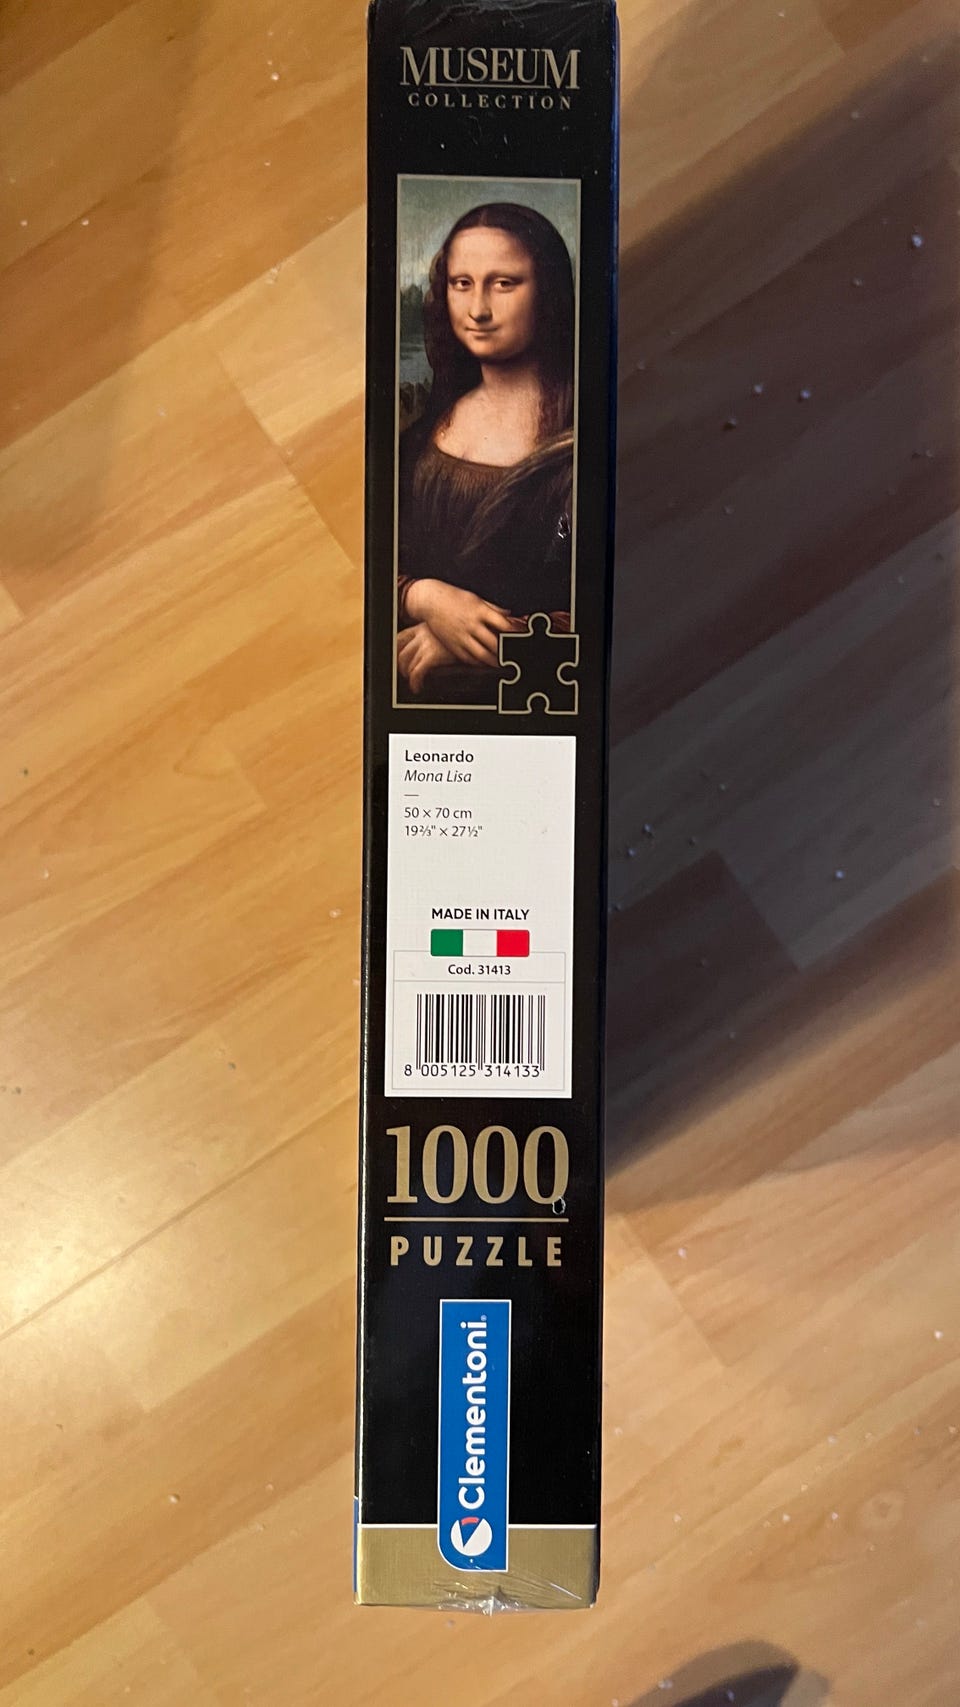 MUSEUM
COLLECTION
Leonardo
Mona Lisa
50 × 70 cm
19⅔" × 27½"
MADE IN ITALY
Cod. 31413
8 005125 314133
1000
PUZZLE
Clementoni®